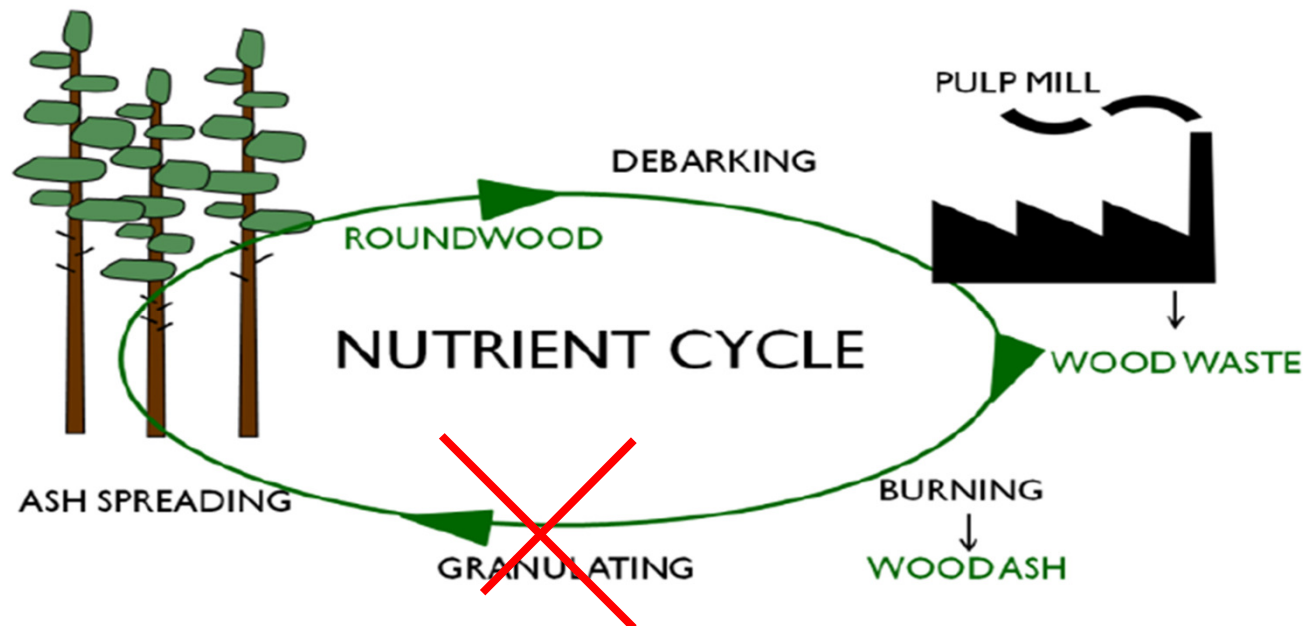 PULP MILL
DEBARKING
ROUNDWOOD
NUTRIENT CYCLE
WOOD WASTE
ASH SPREADING
BURNING
GRANULATING
WOOD ASH